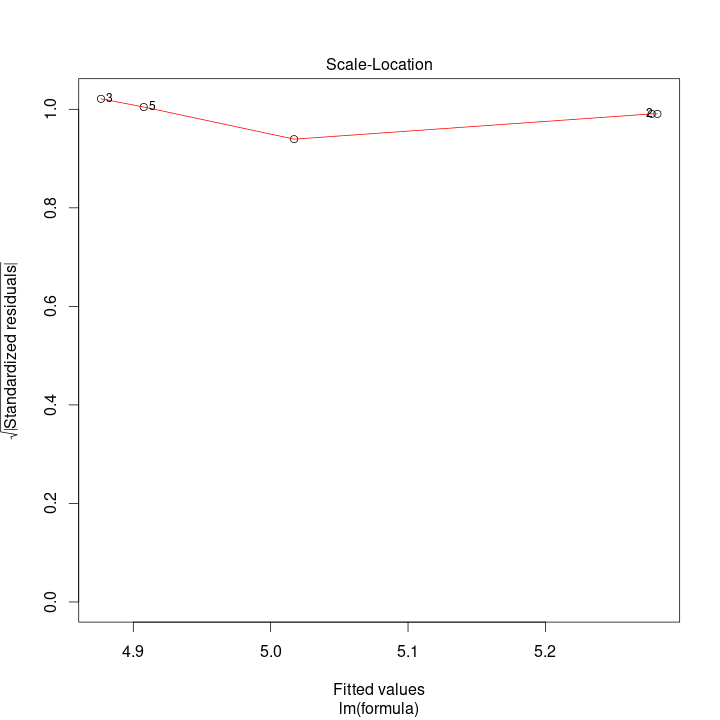 Scale-Location
3
5
2
1.0
0.8
0.6
0.4
0.2
0.0
√|Standardized residuals|
4.9 5.0 5.1 5.2
Fitted values
lm(formula)